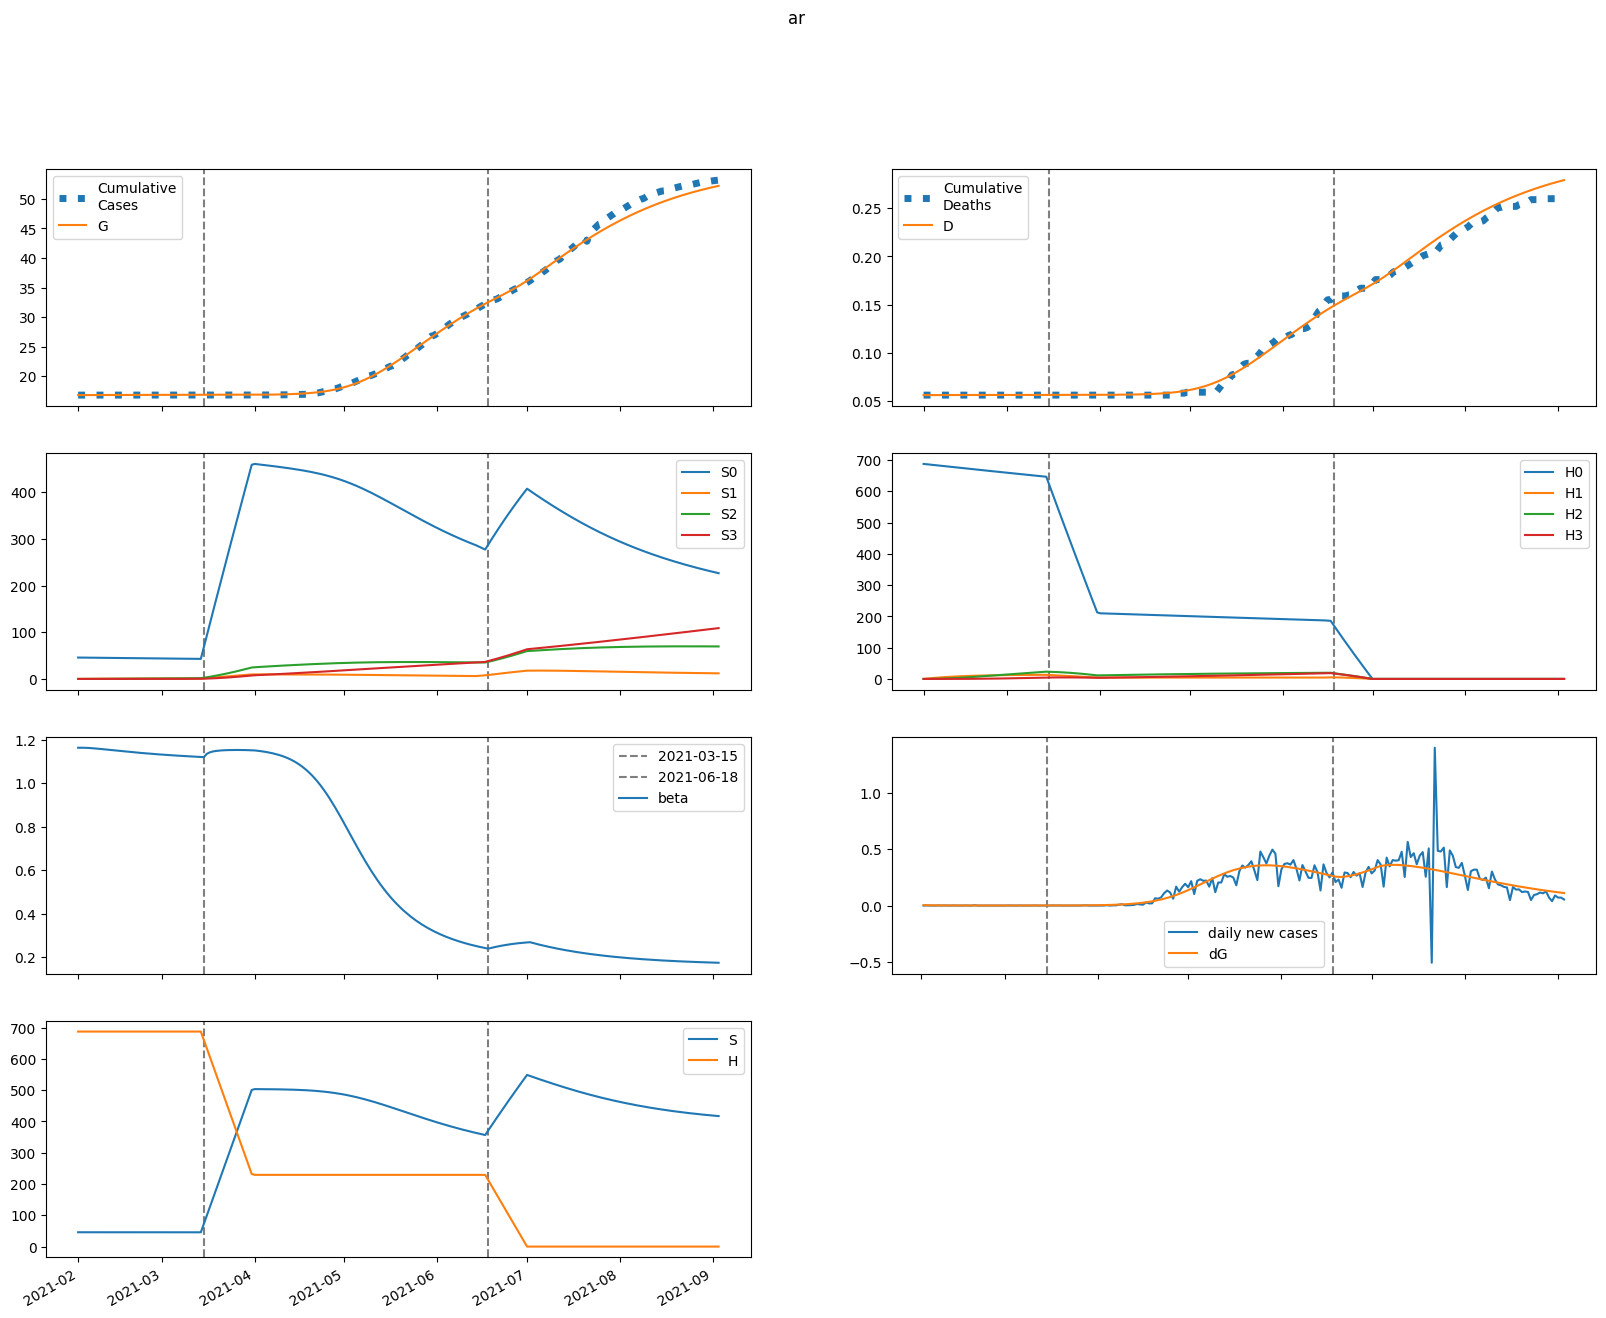 ar
Cumulative
Cases
G
50
45
40
35
30
25
20
Cumulative
Deaths
D
0.25
0.20
0.15
0.10
0.05
S0
S1
S2
S3
400
300
200
100
0
H0
H1
H2
H3
700
600
500
400
300
200
100
0
2021-03-15
2021-06-18
beta
1.2
1.0
0.8
0.6
0.4
0.2
1.0
0.5
0.0
−0.5
daily new cases
dG
S
H
700
600
500
400
300
200
100
0
2021-02
2021-03
2021-04
2021-05
2021-06
2021-07
2021-08
2021-09